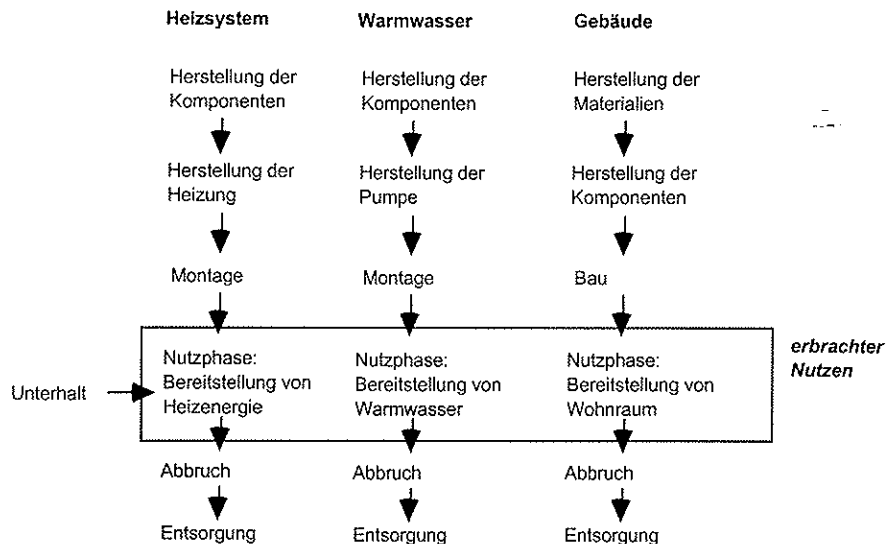 Heizsystem Warmwasser Gebäude
Herstellung der Herstellung der Herstellung der
Komponenten Komponenten Materialien
Herstellung der Herstellung der Herstellung der
Heizung Pumpe Komponenten
Montage Montage Bau
erbrachter
Nutzen
Nutzphase: Nutzphase: Nutzphase:
Unterhalt Bereitstellung von Bereitstellung von Bereitstellung von
Heizenergie Warmwasser Wohnraum
Abbruch Abbruch Abbruch
Entsorgung Entsorgung Entsorgung